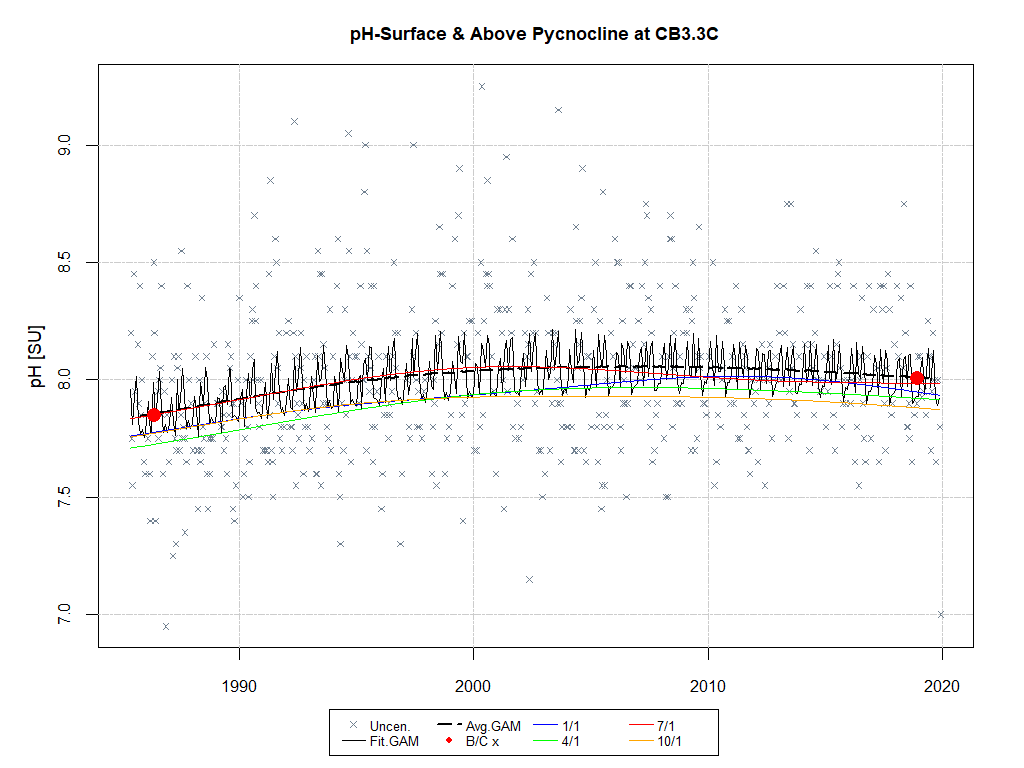 pH-Surface & Above Pycnocline at CB3.3C
pH [SU]
9.0
8.5
8.0
7.5
7.0
1990 2000 2010 2020
Uncen. Avg.GAM 1/1 7/1
Fit.GAM B/C x 4/1 10/1